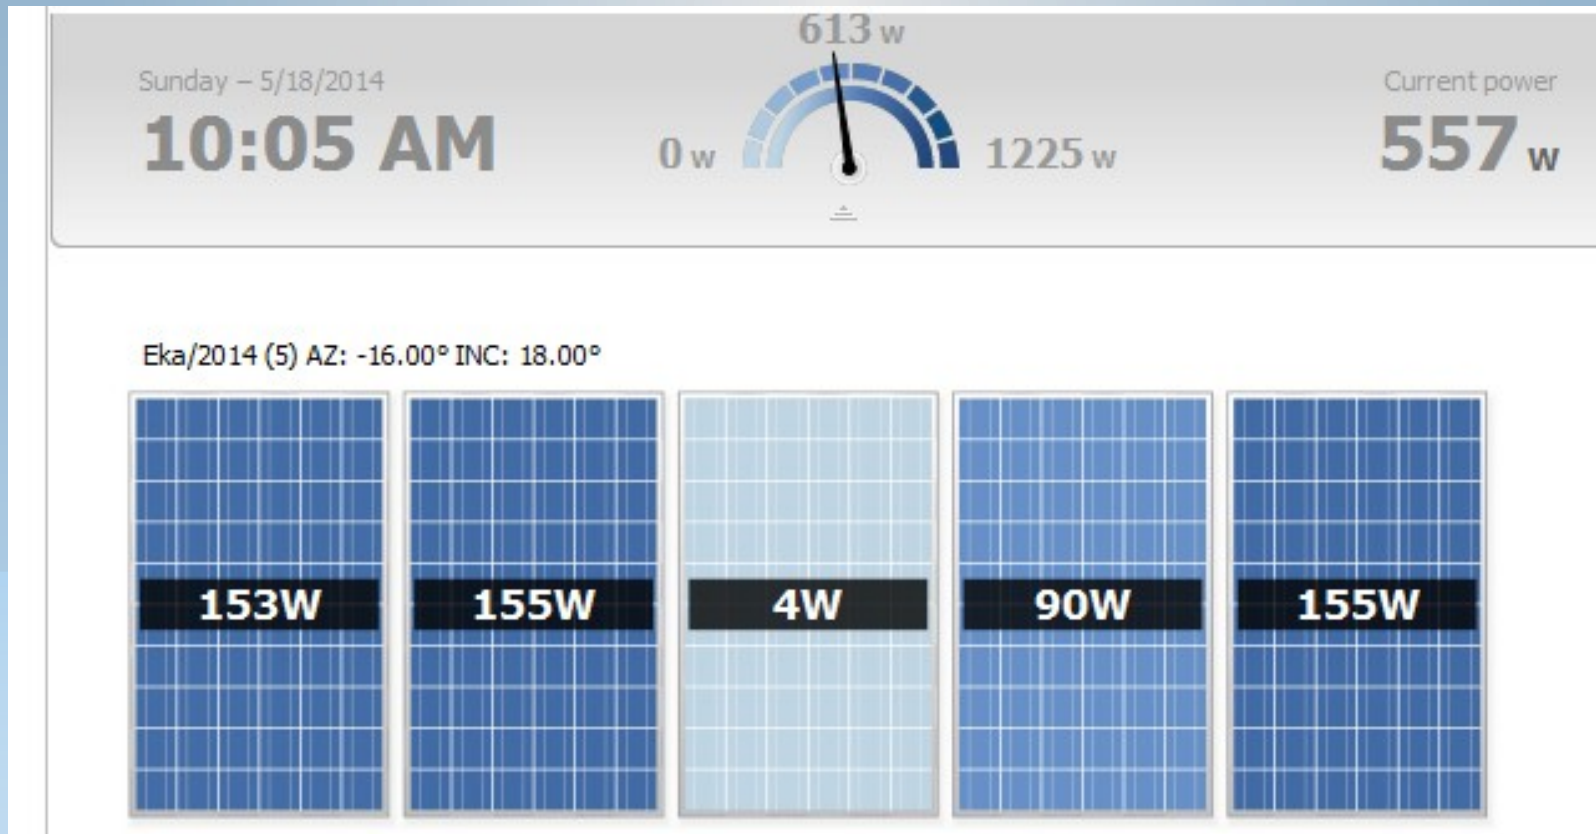 613 w
Sunday – 5/18/2014
Current power
10:05 AM
0 w
1225 w
557 w
Eka/2014 (5) AZ: -16.00° INC: 18.00°
153W
155W
4W
90W
155W